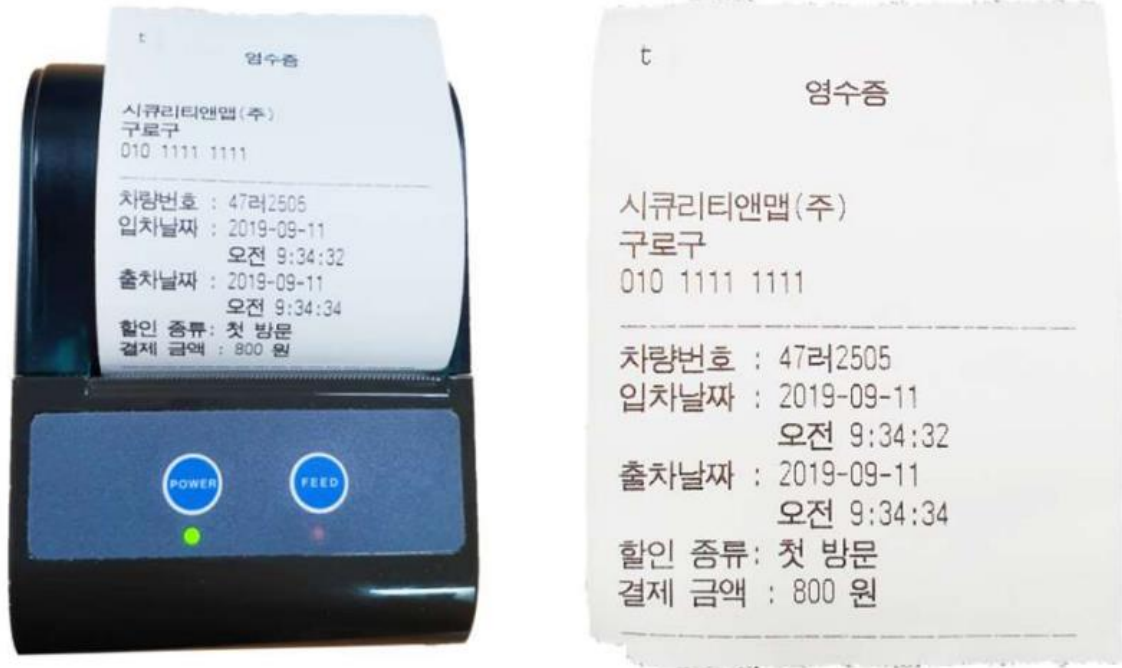 t
영수증
시큐리티앤맵(주)
구로구
010 1111 1111
차량번호 : 47러2505
입차날짜 : 2019-09-11
오전 9:34:32
출차날짜 : 2019-09-11
오전 9:34:34
할인 종류: 첫 방문
결제 금액 : 800 원
POWER
FEED
t
영수증
시큐리티앤맵(주)
구로구
010 1111 1111
차량번호 : 47러2505
입차날짜 : 2019-09-11
오전 9:34:32
출차날짜 : 2019-09-11
오전 9:34:34
할인 종류: 첫 방문
결제 금액 : 800 원